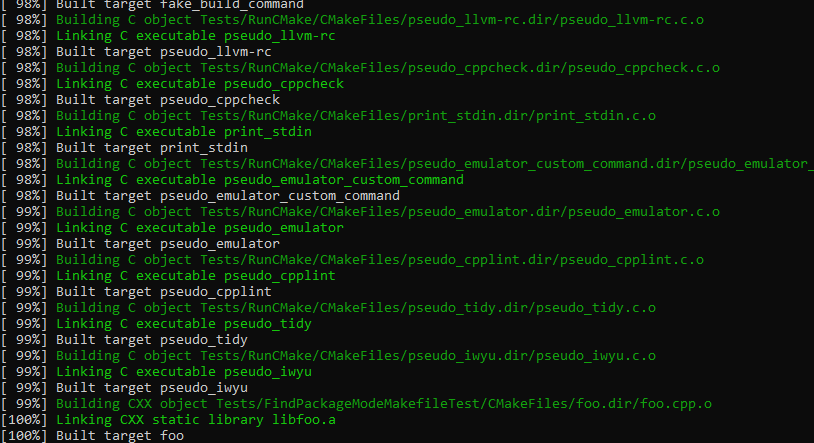 [ 98%] Built target fake_build_command
[ 98%] Building C object Tests/RunCMake/CMakeFiles/pseudo_llvm-rc.dir/pseudo_llvm-rc.c.o
[ 98%] Linking C executable pseudo_llvm-rc
[ 98%] Built target pseudo_llvm-rc
[ 98%] Building C object Tests/RunCMake/CMakeFiles/pseudo_cppcheck.dir/pseudo_cppcheck.c.o
[ 98%] Linking C executable pseudo_cppcheck
[ 98%] Built target pseudo_cppcheck
[ 98%] Building C object Tests/RunCMake/CMakeFiles/print_stdin.dir/print_stdin.c.o
[ 98%] Linking C executable print_stdin
[ 98%] Built target print_stdin
[ 98%] Building C object Tests/RunCMake/CMakeFiles/pseudo_emulator_custom_command.dir/pseudo_emulator_
[ 98%] Linking C executable pseudo_emulator_custom_command
[ 98%] Built target pseudo_emulator_custom_command
[ 99%] Building C object Tests/RunCMake/CMakeFiles/pseudo_emulator.dir/pseudo_emulator.c.o
[ 99%] Linking C executable pseudo_emulator
[ 99%] Built target pseudo_emulator
[ 99%] Building C object Tests/RunCMake/CMakeFiles/pseudo_cpplint.dir/pseudo_cpplint.c.o
[ 99%] Linking C executable pseudo_cpplint
[ 99%] Built target pseudo_cpplint
[ 99%] Building C object Tests/RunCMake/CMakeFiles/pseudo_tidy.dir/pseudo_tidy.c.o
[ 99%] Linking C executable pseudo_tidy
[ 99%] Built target pseudo_tidy
[ 99%] Building C object Tests/RunCMake/CMakeFiles/pseudo_iwyu.dir/pseudo_iwyu.c.o
[ 99%] Linking C executable pseudo_iwyu
[ 99%] Built target pseudo_iwyu
[ 99%] Building CXX object Tests/FindPackageModeMakefileTest/CMakeFiles/foo.dir/foo.cpp.o
[100%] Linking CXX static library libfoo.a
[100%] Built target foo